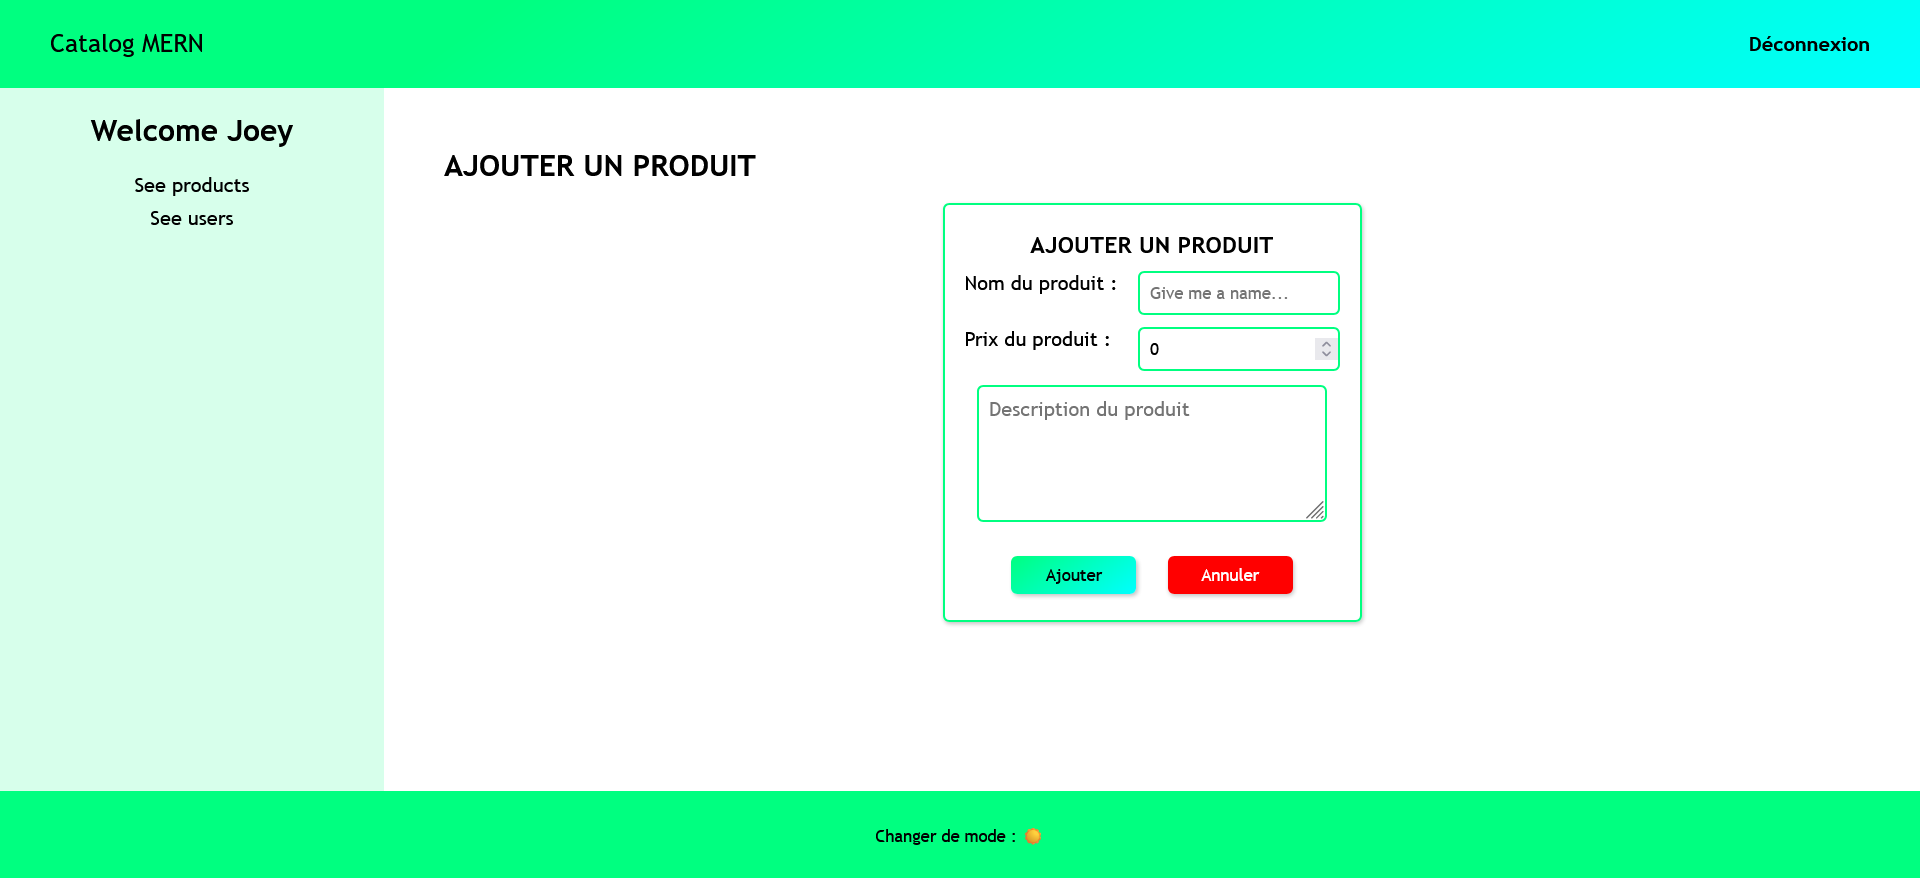 Catalog MERN
Déconnexion
Welcome Joey
See products
See users
AJOUTER UN PRODUIT
AJOUTER UN PRODUIT
Nom du produit :
Give me a name...
Prix du produit :
0
Description du produit
Ajouter
Annuler
Changer de mode :